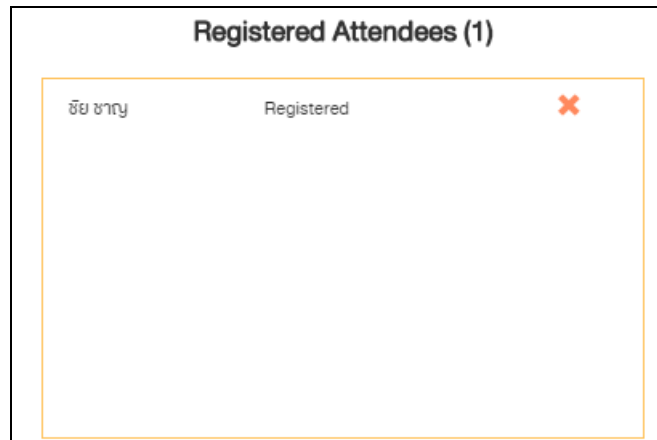 Registered Attendees (1)
ชัย ชาญ Registered